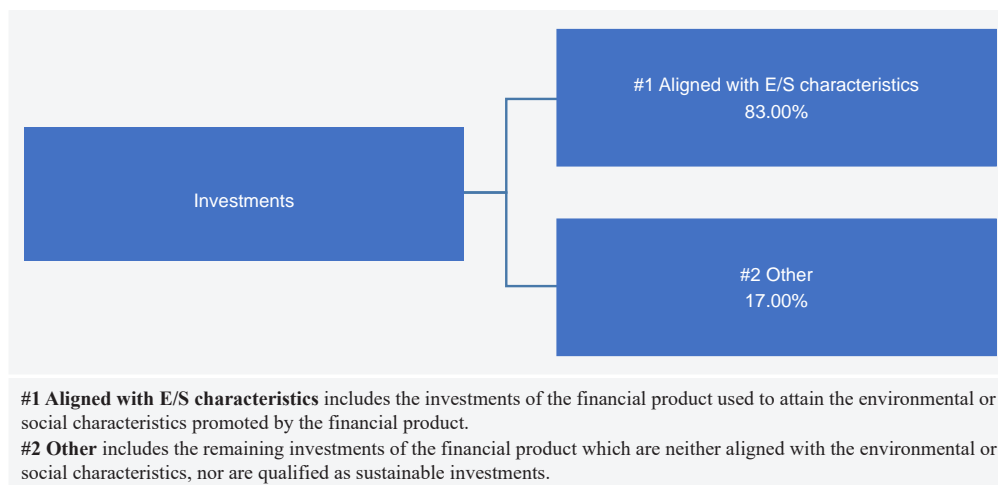 #1 Aligned with E/S characteristics
83.00%
Investments
#2 Other
17.00%
#1 Aligned with E/S characteristics includes the investments of the financial product used to attain the environmental or
social characteristics promoted by the financial product.
#2 Other includes the remaining investments of the financial product which are neither aligned with the environmental or
social characteristics, nor are qualified as sustainable investments.